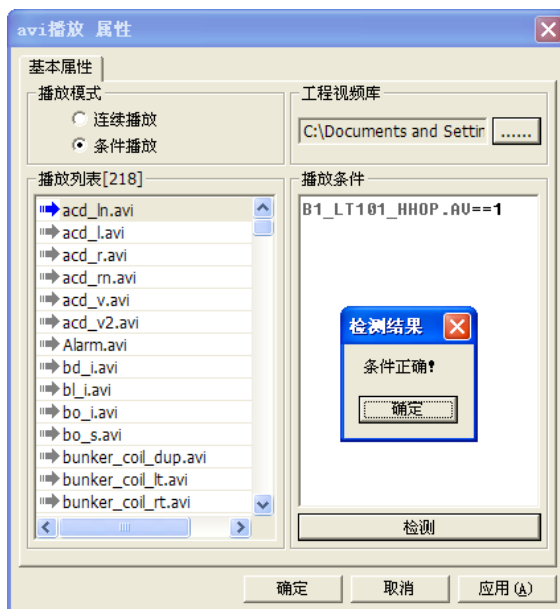 avi播放 属性
基本属性
播放模式
连续播放
条件播放
工程视频库
C:\Documents and Settir
......
播放列表[218]
acd_ln.avi
acd_l.avi
acd_r.avi
acd_rn.avi
acd_v.avi
acd_v2.avi
Alarm.avi
bd_i.avi
bl_i.avi
bo_i.avi
bo_s.avi
bunker_coil_dup.avi
bunker_coil_lt.avi
bunker_coil_rt.avi
播放条件
B1_LT101_HHOP.AV==1
检测结果
条件正确!
确定
检测
确定
取消
应用(A)